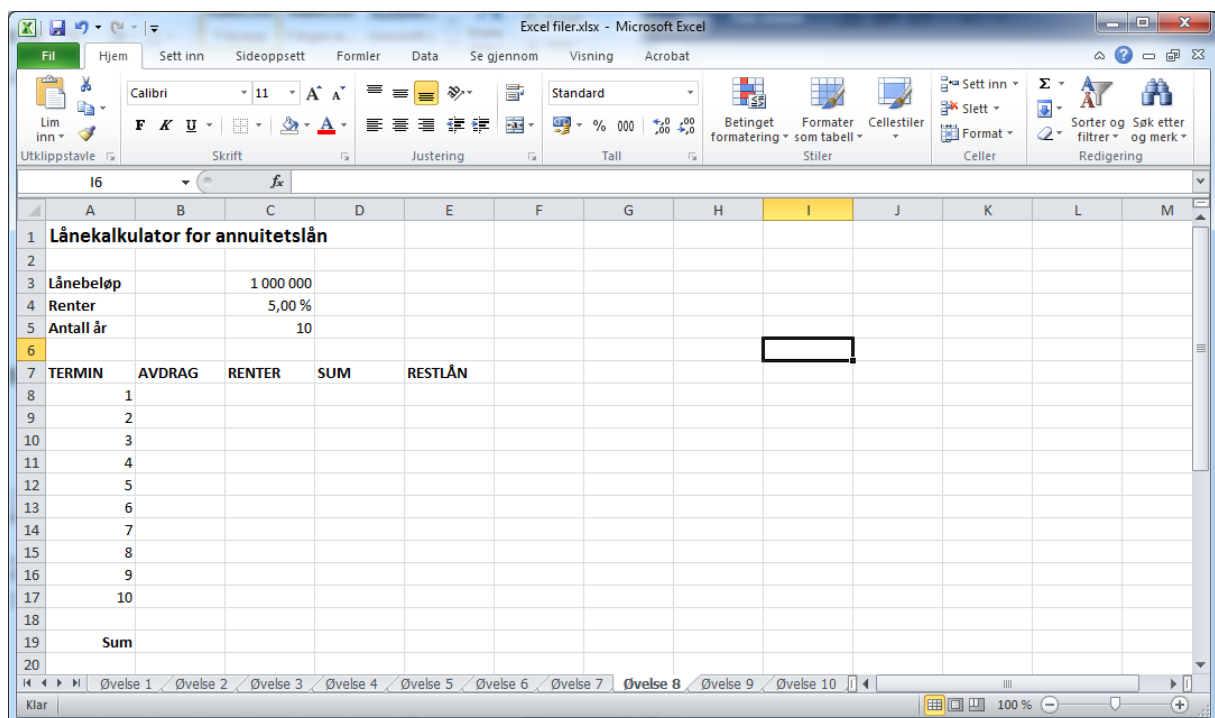 Excel filer.xlsx - Microsoft Excel
Fil Hjem Sett inn Sideoppsett Formler Data Se gjennom Visning Acrobat
Lim inn
Calibri 11
F K U
Standard
% 000
Betinget formatering
Formater som tabell
Cellestiler
Sett inn
Slett
Format
Sorter og filtrer
Søk etter og merk
Utklippstavle Skrift Justering Tall Stiler Celler Redigering
I6 fx
A B C D E F G H I J K L M
1 Lånekalkulator for annuitetslån
2
3 Lånebeløp 1 000 000
4 Renter 5,00 %
5 Antall år 10
6
7 TERMIN AVDRAG RENTER SUM RESTLÅN
8 1
9 2
10 3
11 4
12 5
13 6
14 7
15 8
16 9
17 10
18
19 Sum
20
Øvelse 1 Øvelse 2 Øvelse 3 Øvelse 4 Øvelse 5 Øvelse 6 Øvelse 7 Øvelse 8 Øvelse 9 Øvelse 10
Klar 100 %